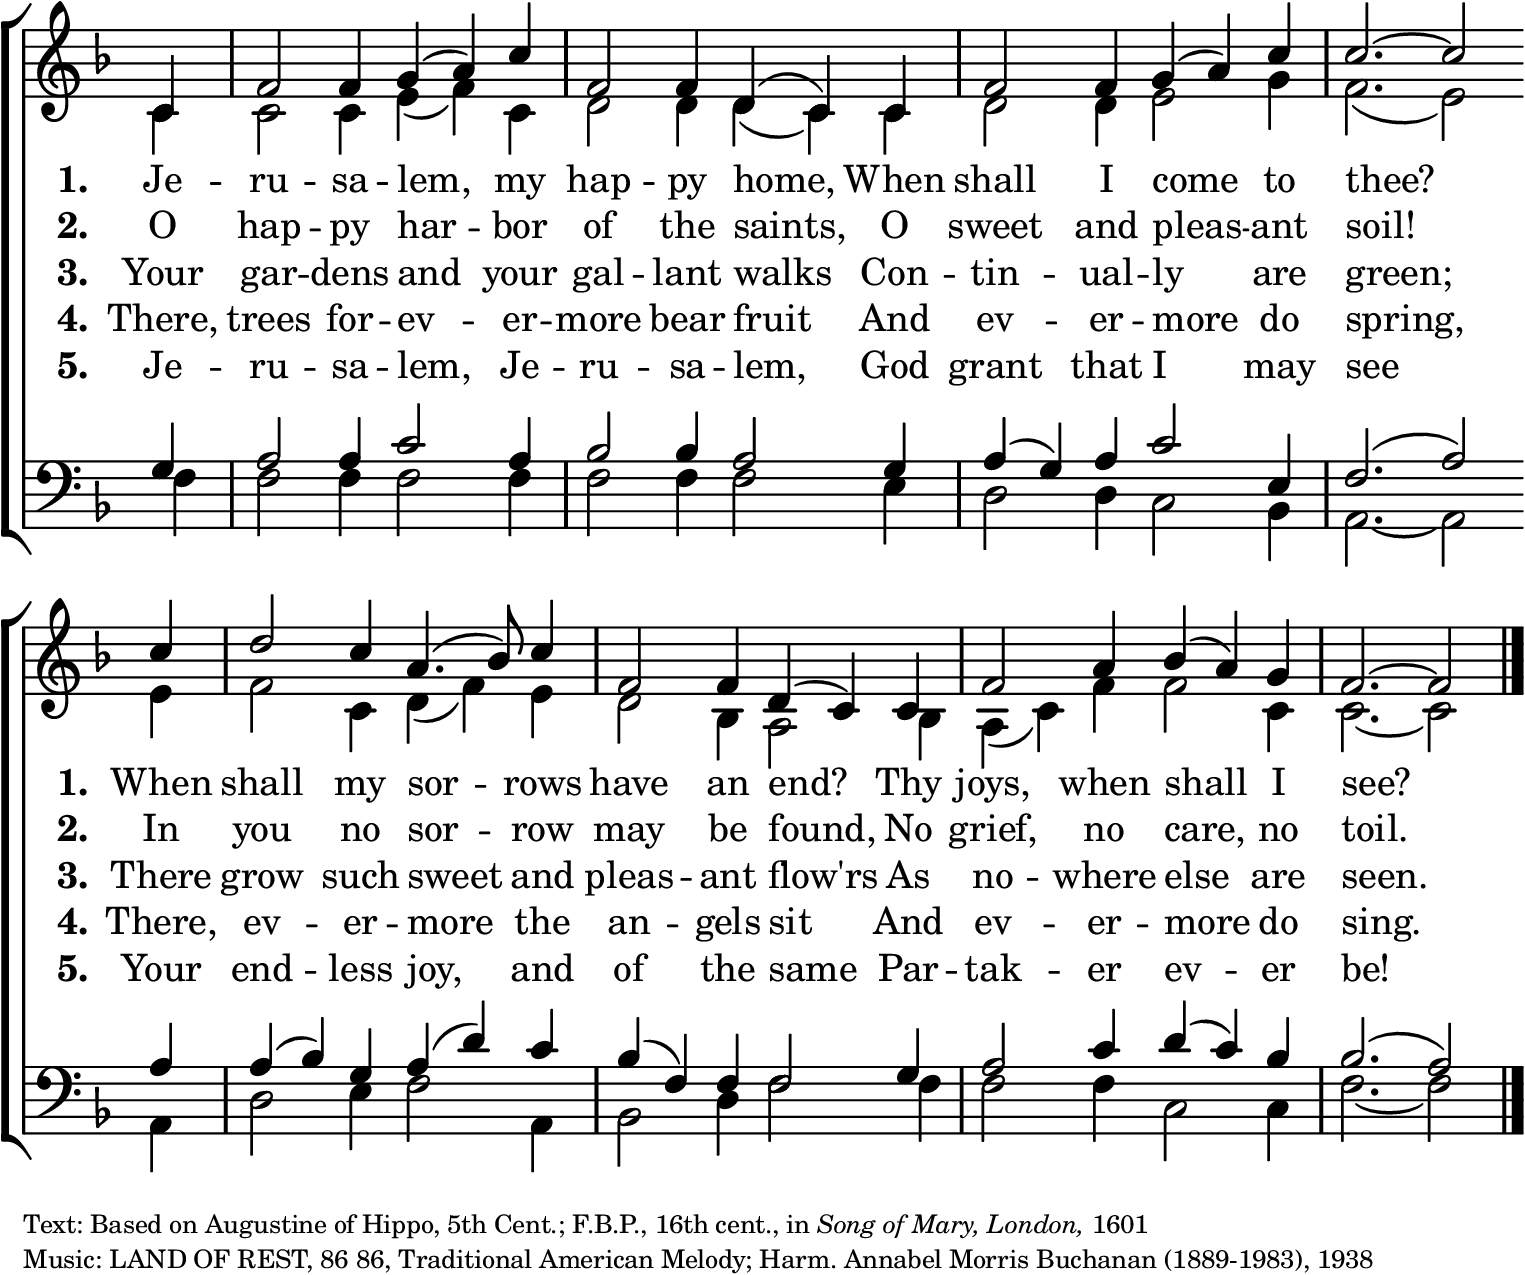 1. Je - ru - sa - lem, my hap - py home, When shall I come to thee?
2. O hap - py har - bor of the saints, O sweet and pleas - ant soil!
3. Your gar - dens and your gal - lant walks Con - tin - ual - ly are green;
4. There, trees for - ev - er - more bear fruit And ev - er - more do spring,
5. Je - ru - sa - lem, Je - ru - sa - lem, God grant that I may see
1. When shall my sor - rows have an end? Thy joys, when shall I see?
2. In you no sor - row may be found, No grief, no care, no toil.
3. There grow such sweet and pleas - ant flow'rs As no - where else are seen.
4. There, ev - er - more the an - gels sit And ev - er - more do sing.
5. Your end - less joy, and of the same Par - tak - er ev - er be!
Text: Based on Augustine of Hippo, 5th Cent.; F.B.P., 16th cent., in Song of Mary, London, 1601
Music: LAND OF REST, 86 86, Traditional American Melody; Harm. Annabel Morris Buchanan (1889-1983), 1938